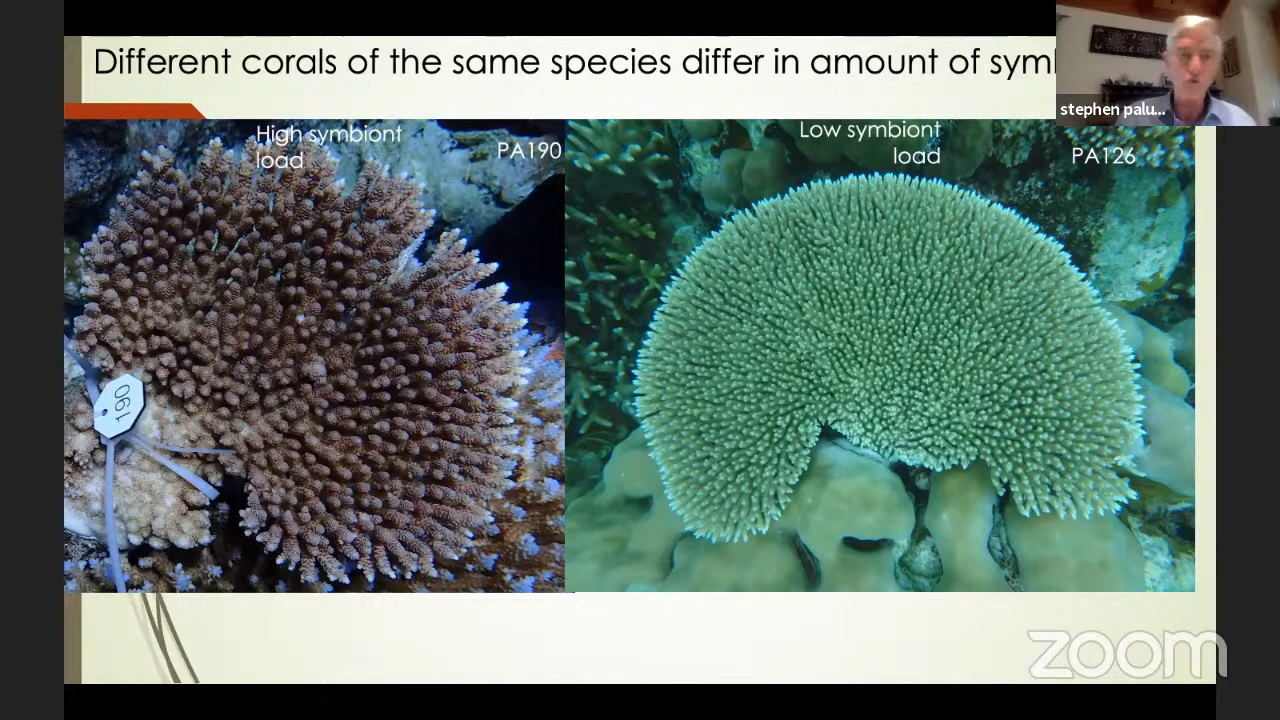 Different corals of the same species differ in amount of sym
stephen palu...
High symbiont
load
PA190
Low symbiont
load
PA126
190
zoom